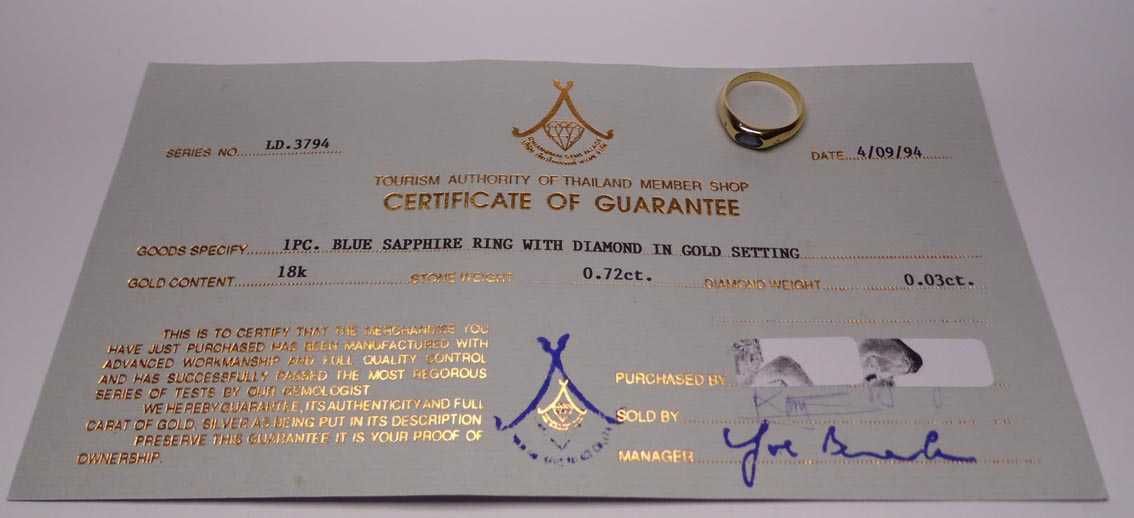 SERIES NO. LD.3794
DATE 4/09/94
TOURISM AUTHORITY OF THAILAND MEMBER SHOP
CERTIFICATE OF GUARANTEE
GOODS SPECIFY 1PC. BLUE SAPPHIRE RING WITH DIAMOND IN GOLD SETTING
GOLD CONTENT 18k STONE WEIGHT 0.72ct. DIAMOND WEIGHT 0.03ct.
THIS IS TO CERTIFY THAT THE MERCHANDISE YOU
HAVE JUST PURCHASED HAS BEEN MANUFACTURED WITH
ADVANCED WORKMANSHIP AND FULL QUALITY CONTROL
AND HAS SUCCESSFULLY PASSED THE MOST REGOROUS
SERIES OF TESTS BY OUR GEMOLOGIST
WE HEREBY GUARANTEE, ITS AUTHENTICITY AND FULL
CARAT OF GOLD, SILVER AS BEING PUT IN ITS DESCRIPTION
PRESERVE THIS GUARANTEE IT IS YOUR PROOF OF
OWNERSHIP.
PURCHASED BY
SOLD BY
MANAGER